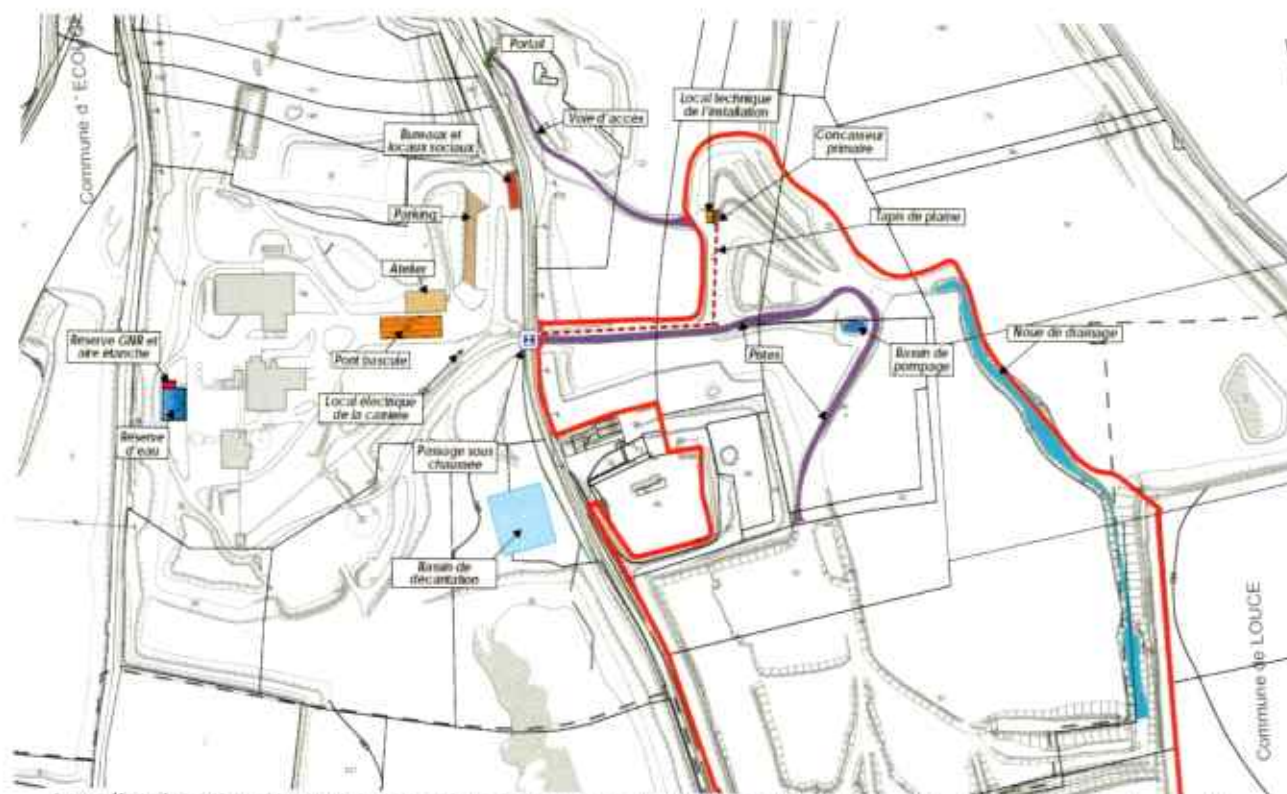 Commune d'ECOUC
Portail
Voie d'accès
Local technique
de l'installation
Concasseur
primaire
Bureaux et
locaux sociaux
Parking
Tapis de plaine
Atelier
Réserve GNR et
aire étanche
Pont bascule
Pistes
Bassin de
pompage
Noue de drainage
Local électrique
de la carrière
Réserve
d'eau
Passage sous
chaussée
Bassin de
décantation
Commune de LOUCE